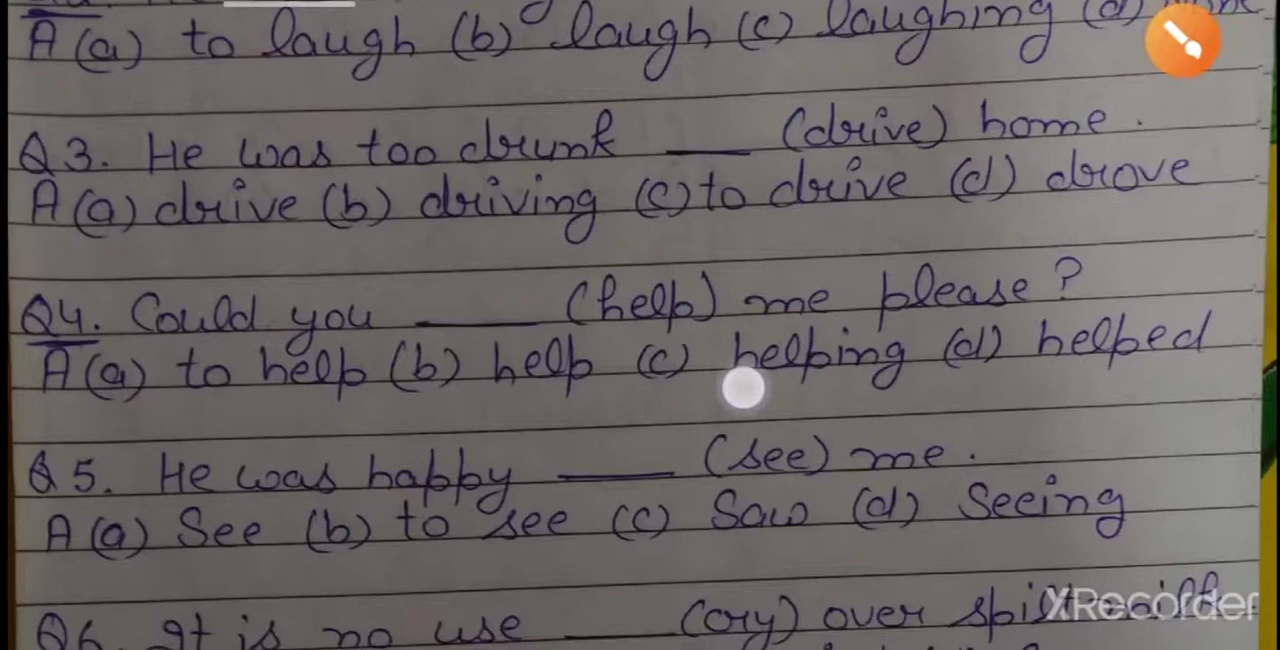 A (a) to laugh (b) laugh (c) laughing (d)
Q3. He was too drunk ___ (drive) home.
A (a) drive (b) driving (c) to drive (d) drove
Q4. Could you ___ (help) me please?
A (a) to help (b) help (c) helping (d) helped
Q5. He was happy ___ (see) me.
A (a) See (b) to see (c) Saw (d) Seeing
Q6. It is no use ___ (cry) over spilt milk
XRecorder